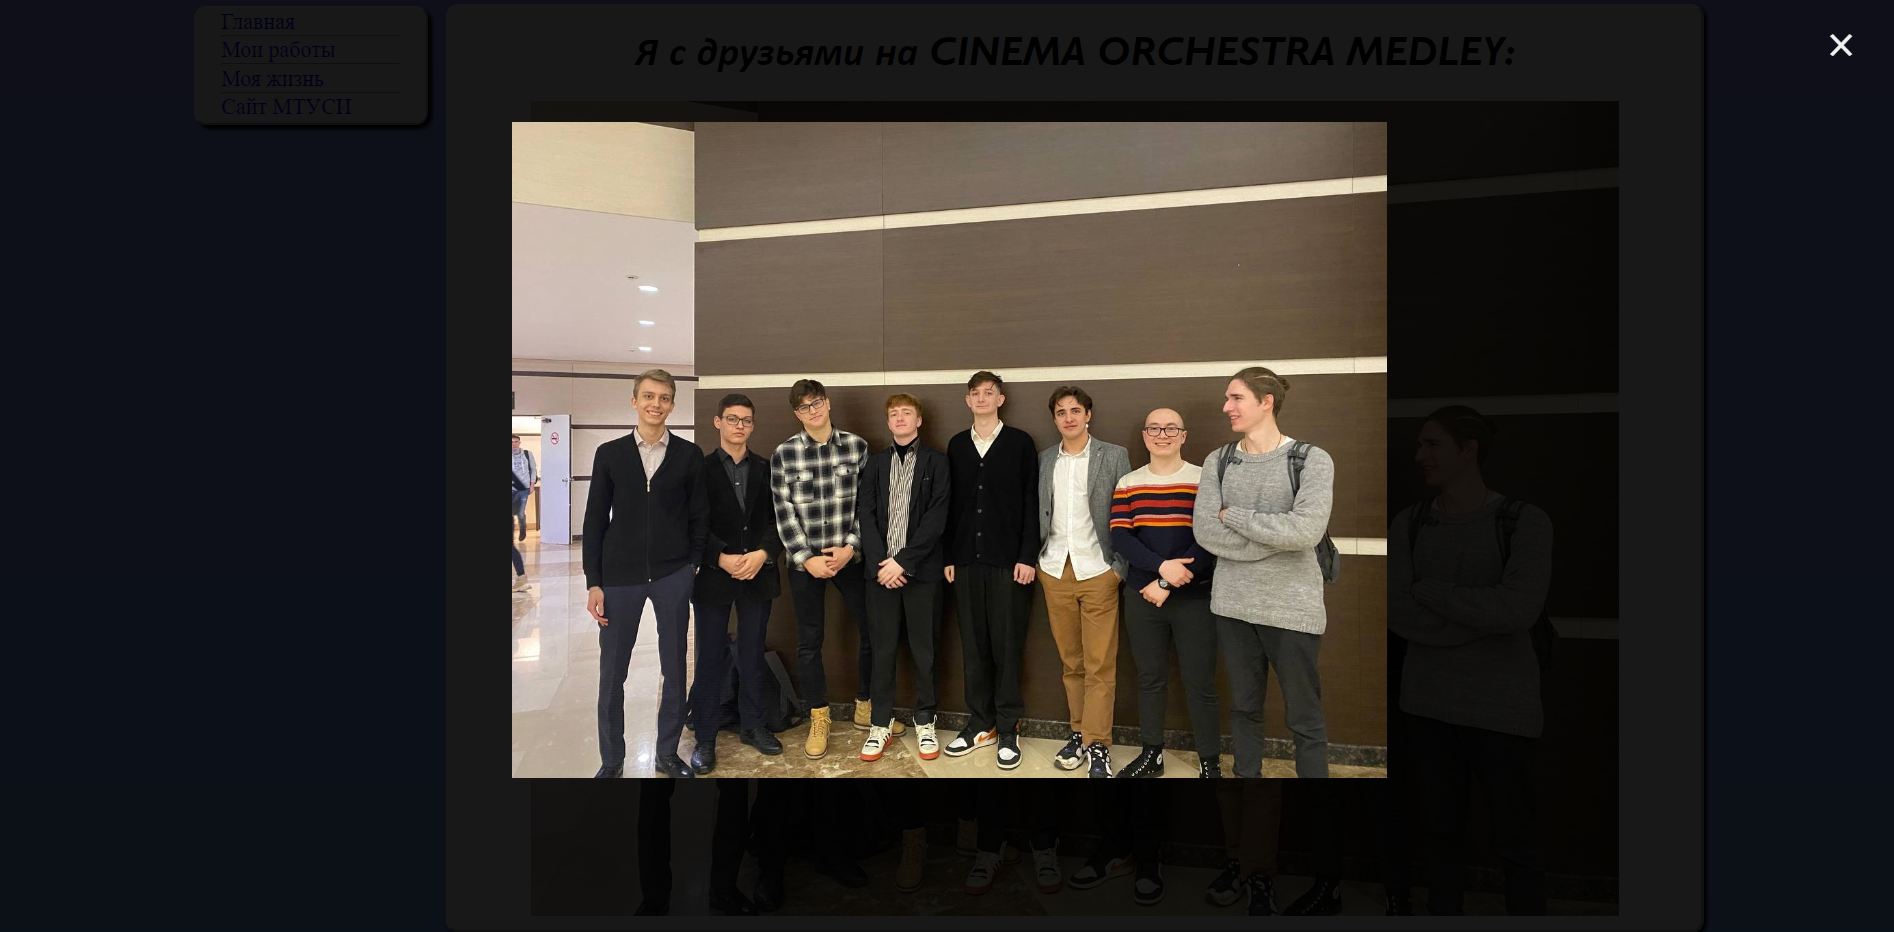 Главная
Мои работы
Моя жизнь
Сайт МТУСИ
Я с друзьями на CINEMA ORCHESTRA MEDLEY: